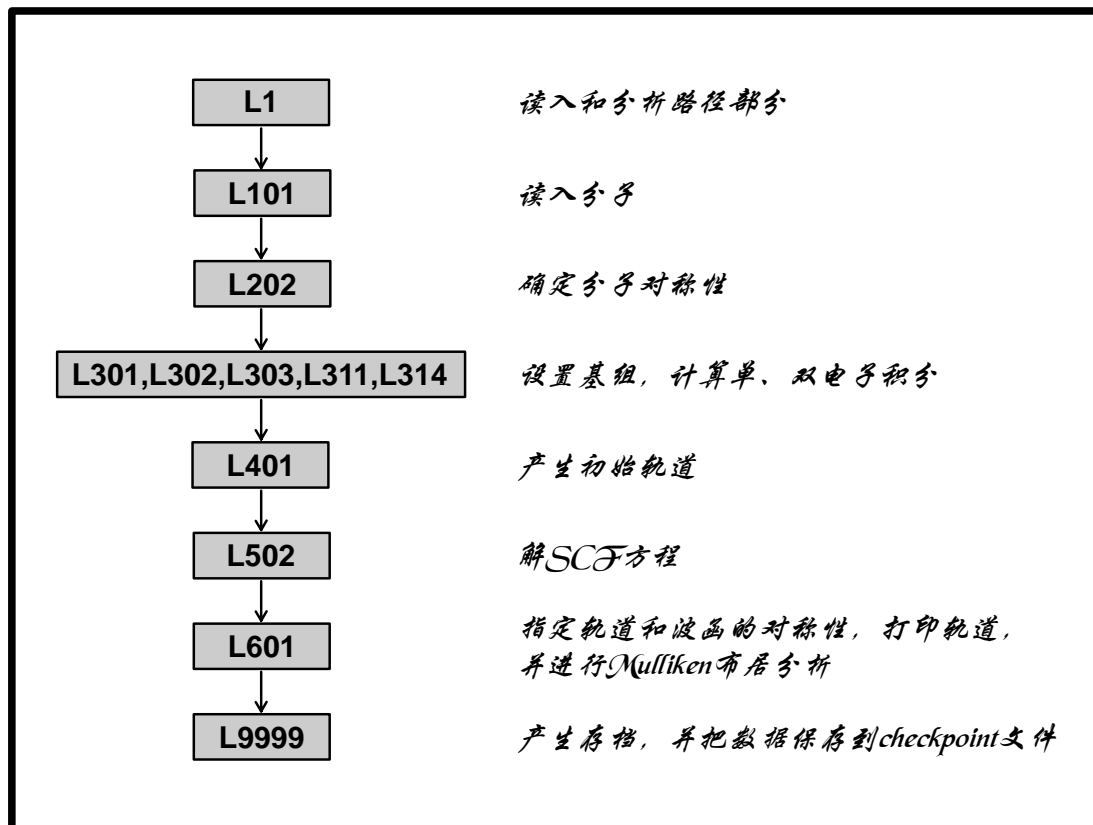 L1 读入和分析路径部分
L101 读入分子
L202 确定分子对称性
L301,L302,L303,L311,L314 设置基组，计算单、双电子积分
L401 产生初始轨道
L502 解SCF方程
L601 指定轨道和波函的对称性，打印轨道，
并进行Mulliken布居分析
L9999 产生存档，并把数据保存到checkpoint文件